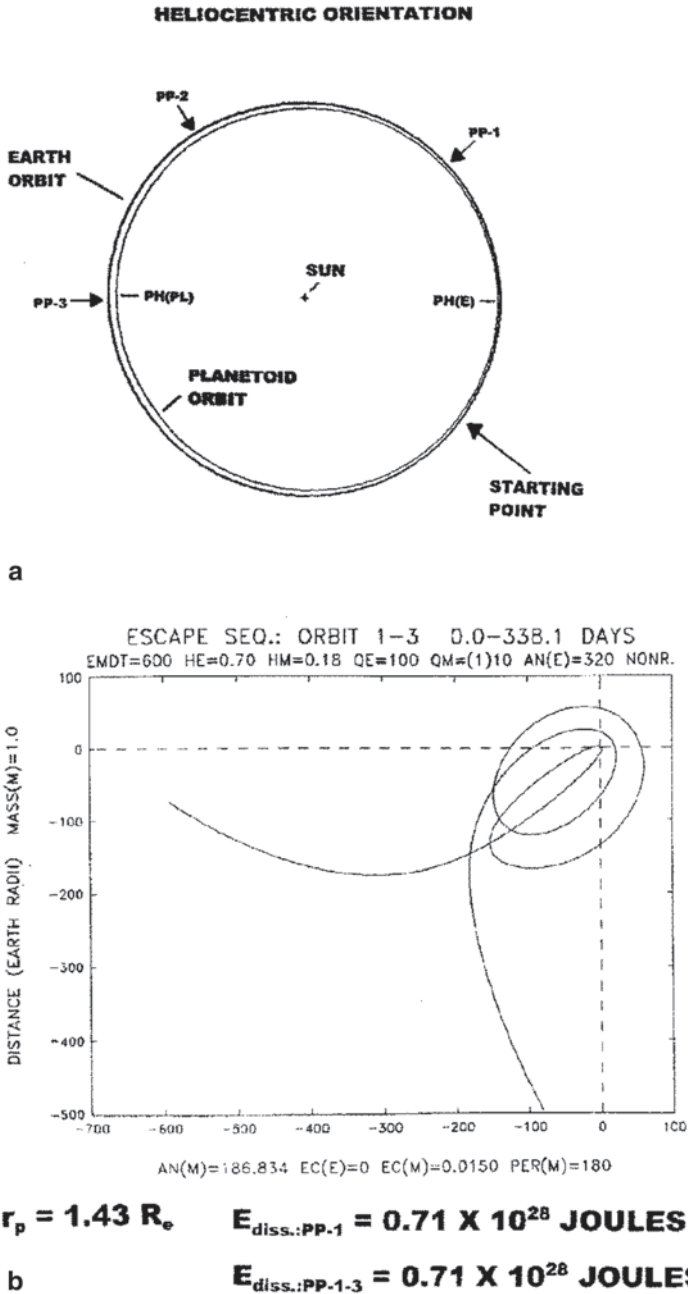 HELIOCENTRIC ORIENTATION
PP-2
PP-1
EARTH
ORBIT
SUN
PP-3
PH(PL)
PH(E)
PLANETOID
ORBIT
STARTING
POINT
a
ESCAPE SEQ.: ORBIT 1-3 0.0-338.1 DAYS
EMDT=600 HE=0.70 HM=0.18 QE=100 QM=(1)10 AN(E)=320 NONR.
DISTANCE (EARTH RADII) MASS(M)=1.0
100
0
-100
-200
-300
-400
-500
-700 -600 -500 -400 -300 -200 -100 0 100
AN(M)=186.834 EC(E)=0 EC(M)=0.0150 PER(M)=180
r_p = 1.43 R_e E_diss.:PP-1 = 0.71 X 10^28 JOULES
b E_diss.:PP-1-3 = 0.71 X 10^28 JOULES